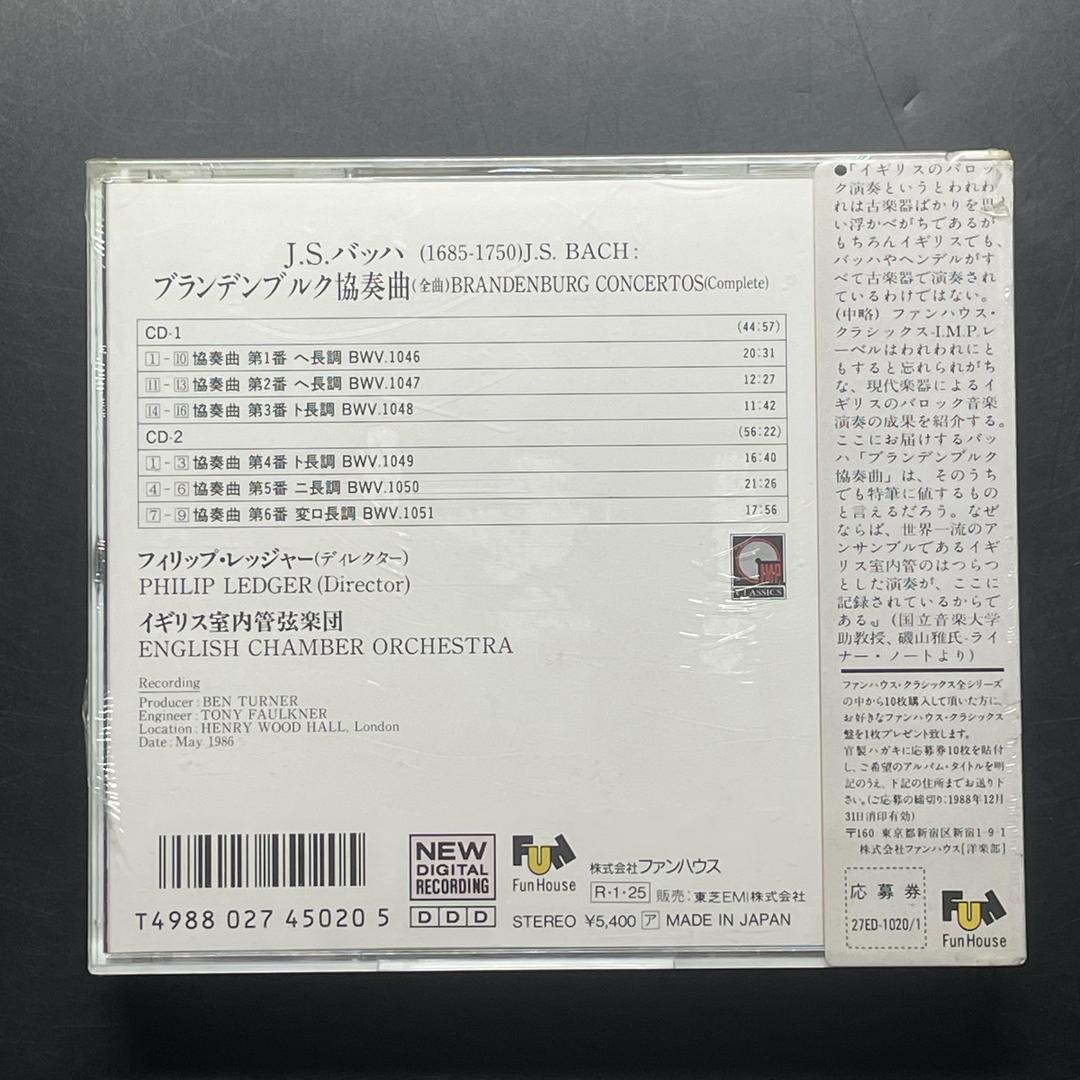 J.S.バッハ (1685-1750)J.S. BACH:
ブランデンブルク協奏曲(全曲)BRANDENBURG CONCERTOS(Complete)
CD-1 (44:57)
1-10 協奏曲 第1番 ヘ長調 BWV.1046 20:31
11-13 協奏曲 第2番 ヘ長調 BWV.1047 12:27
14-16 協奏曲 第3番 ト長調 BWV.1048 11:42
CD-2 (56:22)
1-3 協奏曲 第4番 ト長調 BWV.1049 16:40
4-6 協奏曲 第5番 ニ長調 BWV.1050 21:26
7-9 協奏曲 第6番 変ロ長調 BWV.1051 17:56
フィリップ・レッジャー(ディレクター)
PHILIP LEDGER(Director)
イギリス室内管弦楽団
ENGLISH CHAMBER ORCHESTRA
CLASSICS
Recording
Producer:BEN TURNER
Engineer:TONY FAULKNER
Location:HENRY WOOD HALL, London
Date:May 1986
T4988 027 45020 5
NEW
DIGITAL
RECORDING
DDD
Fun
Fun House
株式会社ファンハウス
R・1・25 販売:東芝EMI株式会社
STEREO ¥5,400 ア MADE IN JAPAN
●『イギリスのバロッ
ク演奏というとわれわ
れは古楽器ばかりを思
い浮かべがちであるが
もちろんイギリスでも、
バッハやヘンデルがす
べて古楽器で演奏され
ているわけではない。
(中略) ファンハウス・
クラシックス-I.M.P.レ
ーベルはわれわれにと
もすると忘れられがち
な、現代楽器によるイ
ギリスのバロック音楽
演奏の成果を紹介する。
ここにお届けするバッ
ハ「ブランデンブルク
協奏曲」は、そのうち
でも特筆に値するもの
と言えるだろう。なぜ
ならば、世界一流のア
ンサンブルであるイギ
リス室内管のはつらつ
とした演奏が、ここに
記録されているからで
ある。』(国立音楽大学
助教授、磯山雅氏-ライ
ナー・ノートより)
ファンハウス・クラシックス全シリーズ
の中から10枚購入して頂いた方に、
お好きなファンハウス・クラシックス
盤を1枚プレゼント致します。
官製ハガキに応募券10枚を貼付
し、ご希望のアルバム・タイトルを明
記のうえ、下記の住所までお送り下
さい。(ご応募の締切り:1988年12月
31日消印有効)
〒160 東京都新宿区新宿1-9-1
株式会社ファンハウス[洋楽部]
応募券
27ED-1020/1
Fun
Fun House